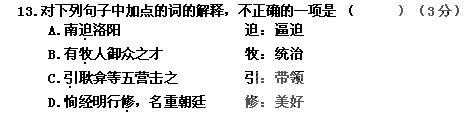 13.对下列句子中加点的词的解释，不正确的一项是 （　　）（3分）
A.南迫洛阳　　迫：逼迫
B.有牧人御众之才　　牧：统治
C.引耿弇等五营击之　　引：带领
D.恂经明行修，名重朝廷　　修：美好